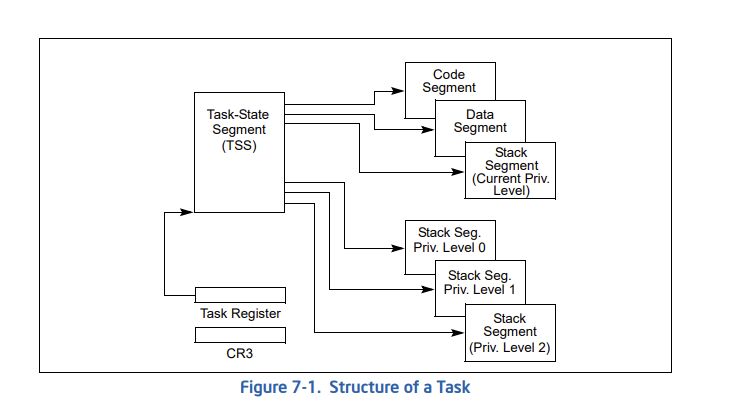 Code
Segment
Task-State
Segment
(TSS)
Data
Segment
Stack
Segment
(Current Priv.
Level)
Stack Seg.
Priv. Level 0
Stack Seg.
Priv. Level 1
Task Register
Stack
Segment
(Priv. Level 2)
CR3
Figure 7-1. Structure of a Task